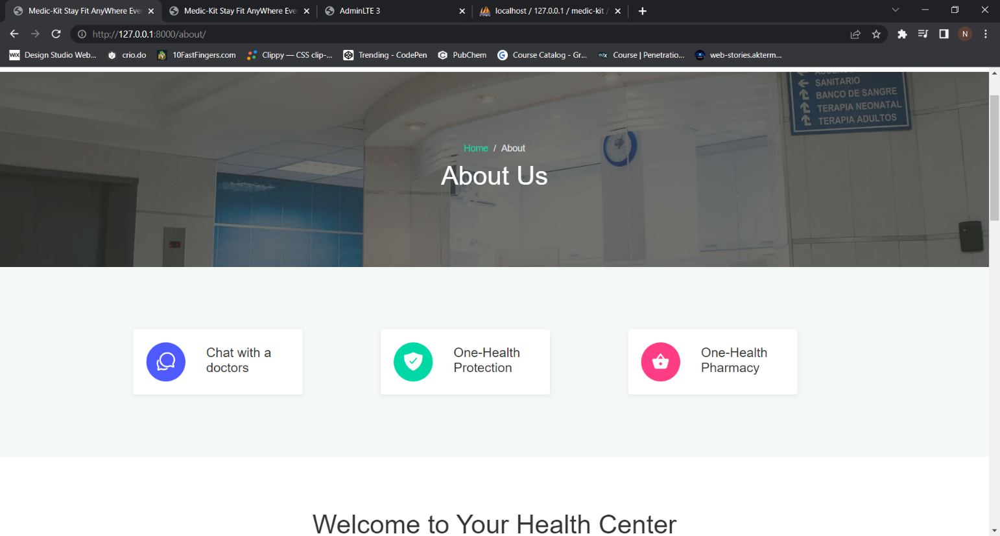 Medic-Kit Stay Fit AnyWhere Eve
Medic-Kit Stay Fit AnyWhere Eve
AdminLTE 3
localhost / 127.0.0.1 / medic-kit /
http://127.0.0.1:8000/about/
N
WIX
Design Studio Web...
crio.do
10FastFingers.com
Clippy — CSS clip-...
Trending - CodePen
PubChem
G
Course Catalog - Gr...
edX
Course | Penetratio...
web-stories.akterm...
SANITARIO
BANCO DE SANGRE
TERAPIA NEONATAL
TERAPIA ADULTOS
Home / About
About Us
Chat with a
doctors
One-Health
Protection
One-Health
Pharmacy
Welcome to Your Health Center